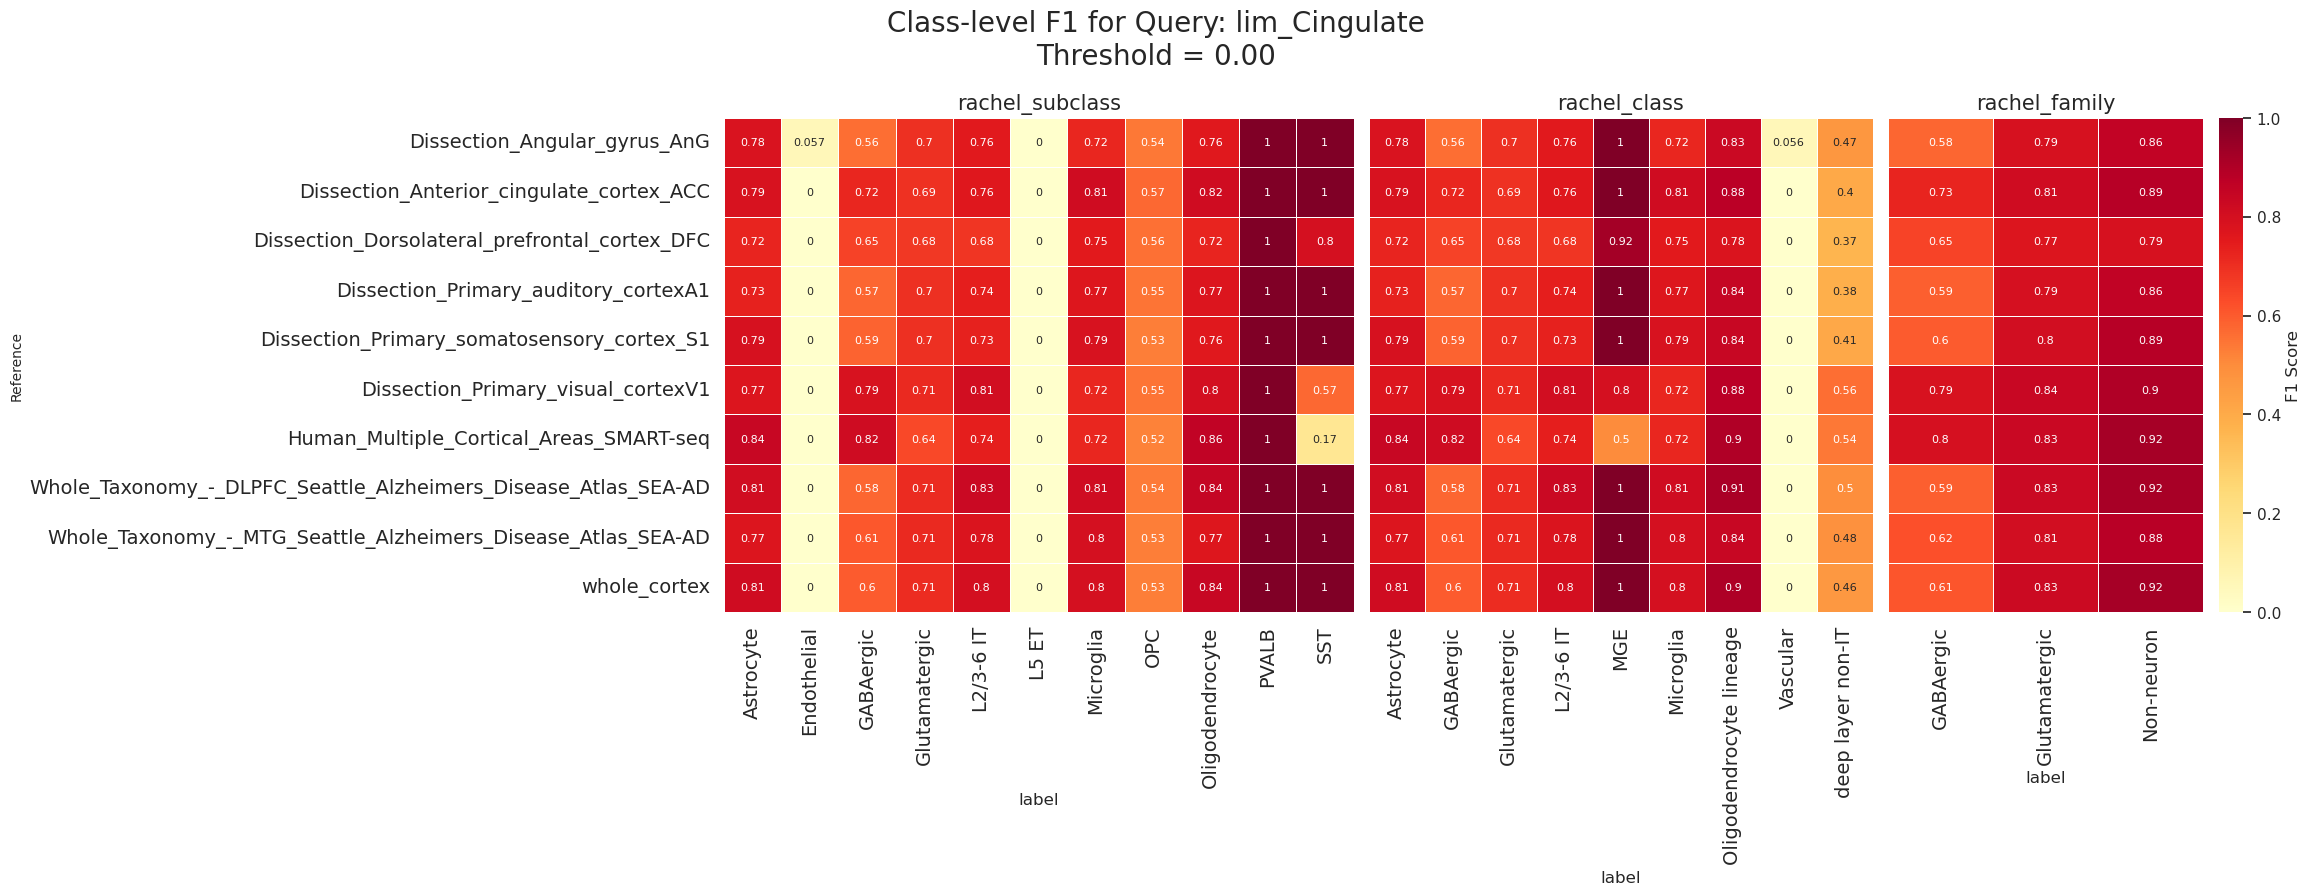 Class-level F1 for Query: lim_Cingulate
Threshold = 0.00
rachel_subclass
rachel_class
rachel_family
Reference
Dissection_Angular_gyrus_AnG 0.78 0.057 0.56 0.7 0.76 0 0.72 0.54 0.76 1 1 0.78 0.56 0.7 0.76 1 0.72 0.83 0.056 0.47 0.58 0.79 0.86
Dissection_Anterior_cingulate_cortex_ACC 0.79 0 0.72 0.69 0.76 0 0.81 0.57 0.82 1 1 0.79 0.72 0.69 0.76 1 0.81 0.88 0 0.4 0.73 0.81 0.89
Dissection_Dorsolateral_prefrontal_cortex_DFC 0.72 0 0.65 0.68 0.68 0 0.75 0.56 0.72 1 0.8 0.72 0.65 0.68 0.68 0.92 0.75 0.78 0 0.37 0.65 0.77 0.79
Dissection_Primary_auditory_cortexA1 0.73 0 0.57 0.7 0.74 0 0.77 0.55 0.77 1 1 0.73 0.57 0.7 0.74 1 0.77 0.84 0 0.38 0.59 0.79 0.86
Dissection_Primary_somatosensory_cortex_S1 0.79 0 0.59 0.7 0.73 0 0.79 0.53 0.76 1 1 0.79 0.59 0.7 0.73 1 0.79 0.84 0 0.41 0.6 0.8 0.89
Dissection_Primary_visual_cortexV1 0.77 0 0.79 0.71 0.81 0 0.72 0.55 0.8 1 0.57 0.77 0.79 0.71 0.81 0.8 0.72 0.88 0 0.56 0.79 0.84 0.9
Human_Multiple_Cortical_Areas_SMART-seq 0.84 0 0.82 0.64 0.74 0 0.72 0.52 0.86 1 0.17 0.84 0.82 0.64 0.74 0.5 0.72 0.9 0 0.54 0.8 0.83 0.92
Whole_Taxonomy_-_DLPFC_Seattle_Alzheimers_Disease_Atlas_SEA-AD 0.81 0 0.58 0.71 0.83 0 0.81 0.54 0.84 1 1 0.81 0.58 0.71 0.83 1 0.81 0.91 0 0.5 0.59 0.83 0.92
Whole_Taxonomy_-_MTG_Seattle_Alzheimers_Disease_Atlas_SEA-AD 0.77 0 0.61 0.71 0.78 0 0.8 0.53 0.77 1 1 0.77 0.61 0.71 0.78 1 0.8 0.84 0 0.48 0.62 0.81 0.88
whole_cortex 0.81 0 0.6 0.71 0.8 0 0.8 0.53 0.84 1 1 0.81 0.6 0.71 0.8 1 0.8 0.9 0 0.46 0.61 0.83 0.92
Astrocyte
Endothelial
GABAergic
Glutamatergic
L2/3-6 IT
L5 ET
Microglia
OPC
Oligodendrocyte
PVALB
SST
label
Astrocyte
GABAergic
Glutamatergic
L2/3-6 IT
MGE
Microglia
Oligodendrocyte lineage
Vascular
deep layer non-IT
label
GABAergic
Glutamatergic
Non-neuron
label
1.0
0.8
0.6
0.4
0.2
0.0
F1 Score